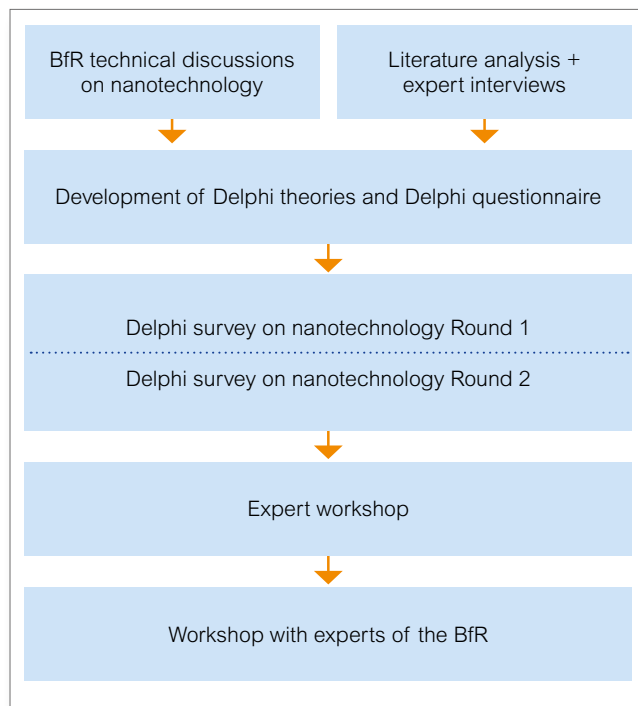 BfR technical discussions
on nanotechnology
Literature analysis +
expert interviews
Development of Delphi theories and Delphi questionnaire
Delphi survey on nanotechnology Round 1
Delphi survey on nanotechnology Round 2
Expert workshop
Workshop with experts of the BfR